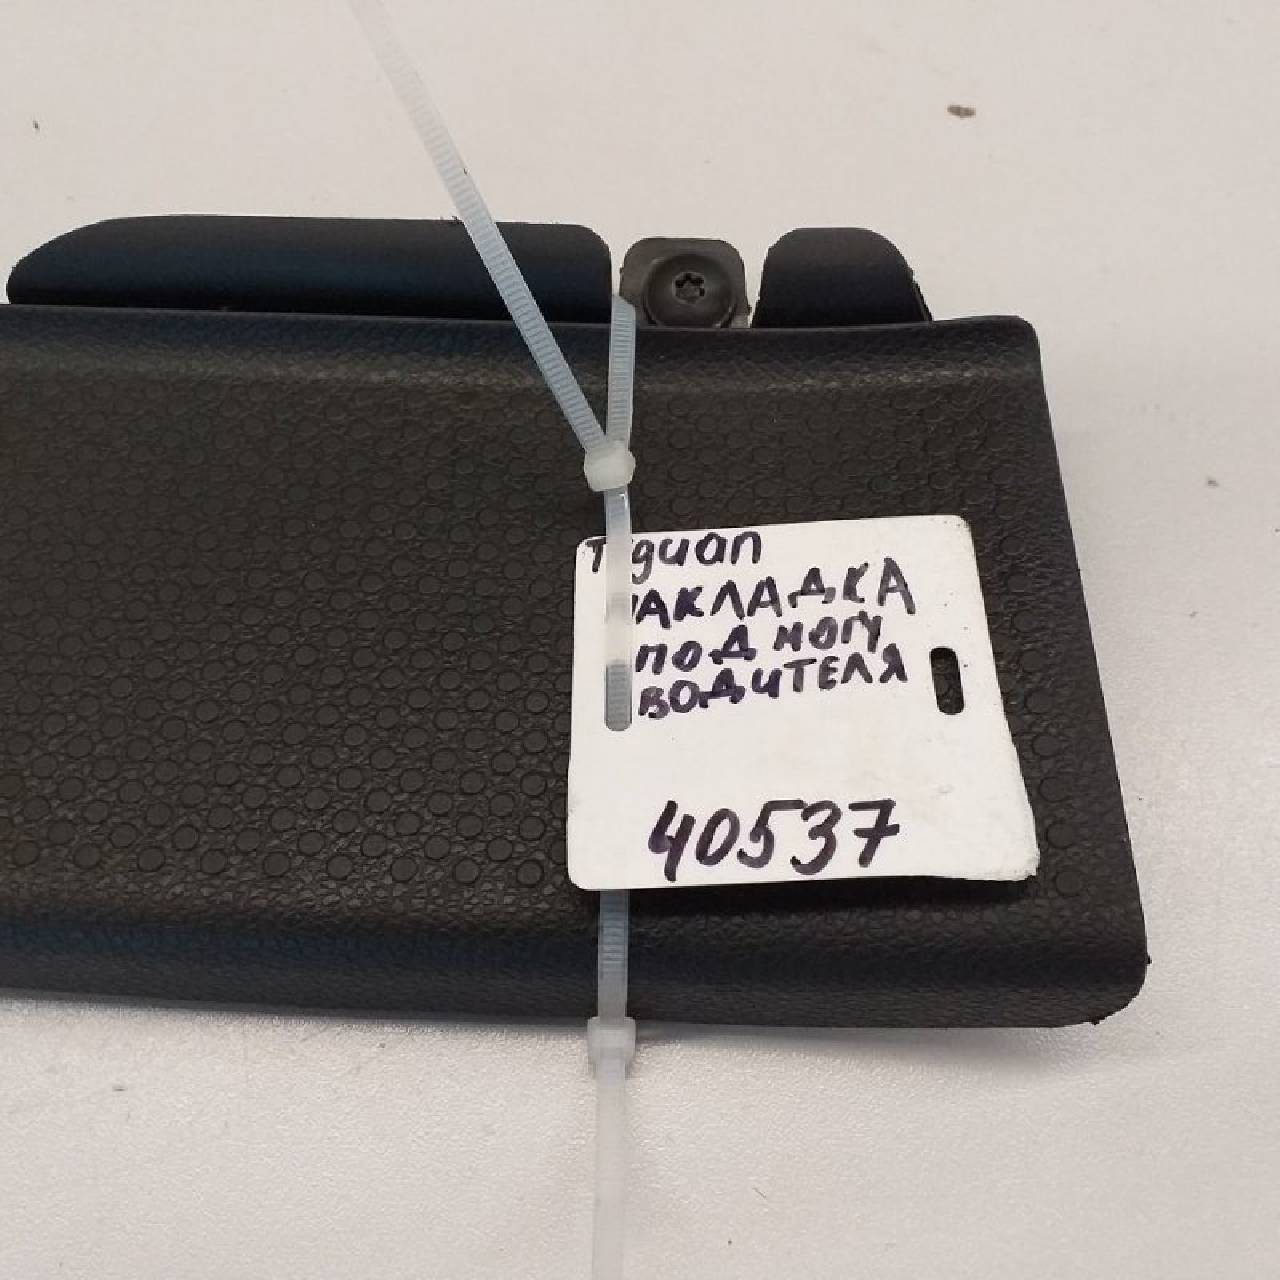 Tiguan
НАКЛАДКА
ПОД НОГУ
ВОДИТЕЛЯ
40537